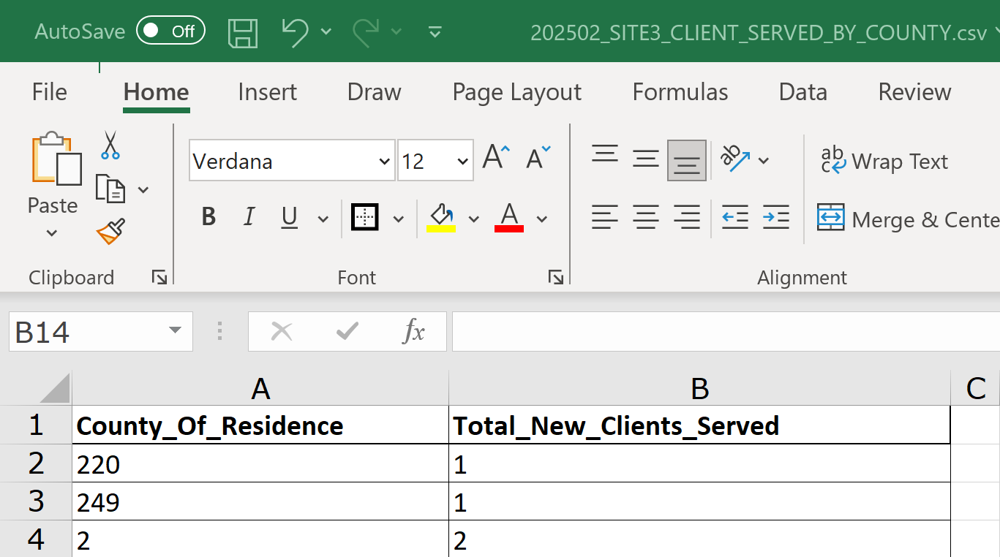 AutoSave Off 202502_SITE3_CLIENT_SERVED_BY_COUNTY.csv
File Home Insert Draw Page Layout Formulas Data Review
Verdana 12 ab c Wrap Text
Paste B I U A Merge & Cente
Clipboard Font Alignment
B14 fx
A B C
1 County_Of_Residence Total_New_Clients_Served
2 220 1
3 249 1
4 2 2